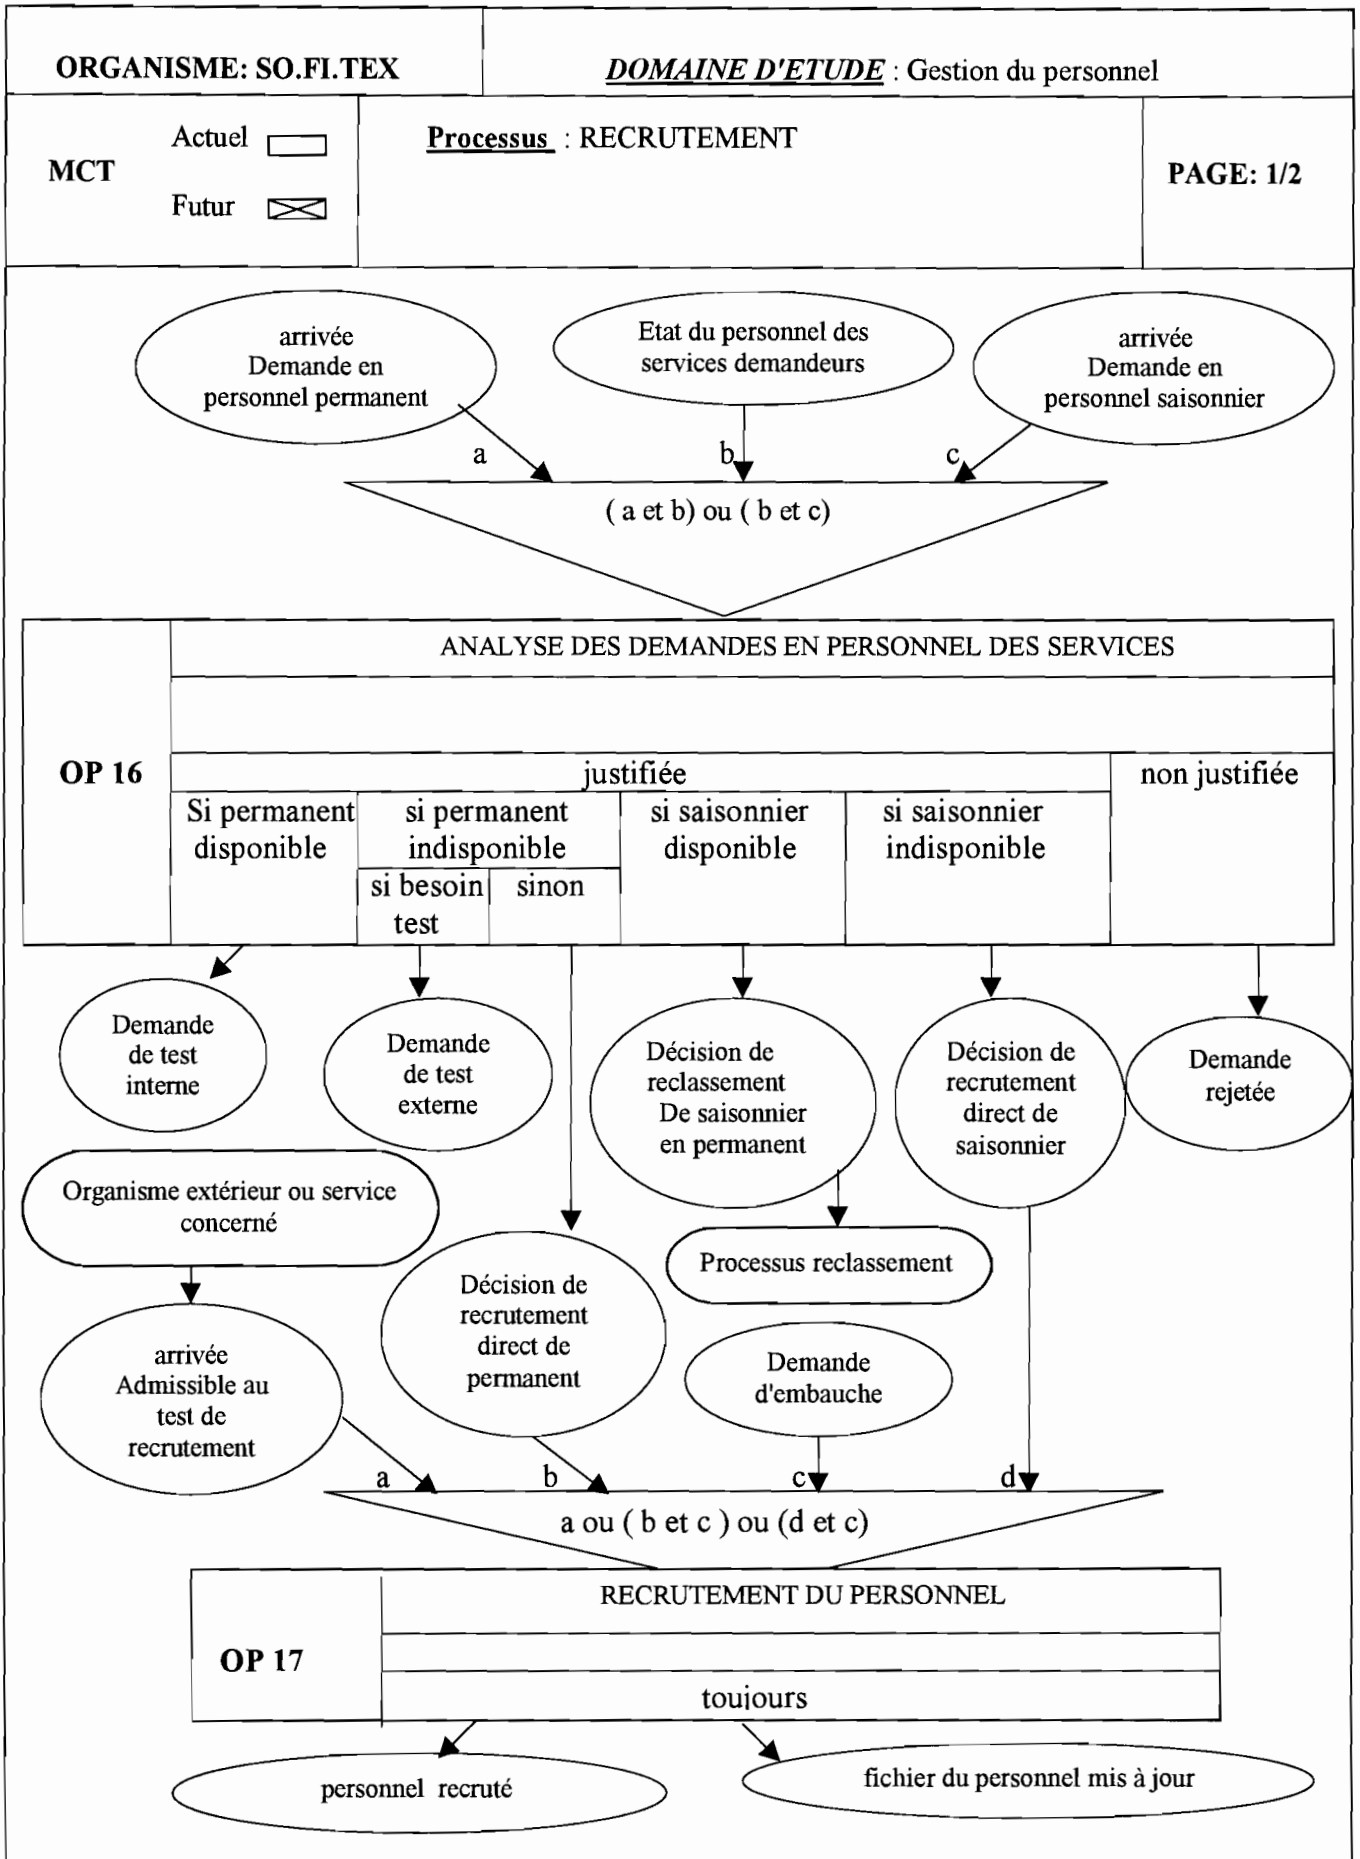 ORGANISME: SO.FI.TEX
DOMAINE D'ETUDE : Gestion du personnel
MCT
Actuel
Futur
Processus : RECRUTEMENT
PAGE: 1/2
arrivée
Demande en
personnel permanent
Etat du personnel des
services demandeurs
arrivée
Demande en
personnel saisonnier
a
b
c
( a et b) ou ( b et c)
OP 16
ANALYSE DES DEMANDES EN PERSONNEL DES SERVICES
justifiée
non justifiée
Si permanent
disponible
si permanent
indisponible
si saisonnier
disponible
si saisonnier
indisponible
si besoin
test
sinon
Demande
de test
interne
Demande
de test
externe
Décision de
reclassement
De saisonnier
en permanent
Décision de
recrutement
direct de
saisonnier
Demande
rejetée
Organisme extérieur ou service
concerné
Processus reclassement
Décision de
recrutement
direct de
permanent
arrivée
Admissible au
test de
recrutement
Demande
d'embauche
a
b
c
d
a ou ( b et c ) ou (d et c)
OP 17
RECRUTEMENT DU PERSONNEL
toujours
personnel recruté
fichier du personnel mis à jour